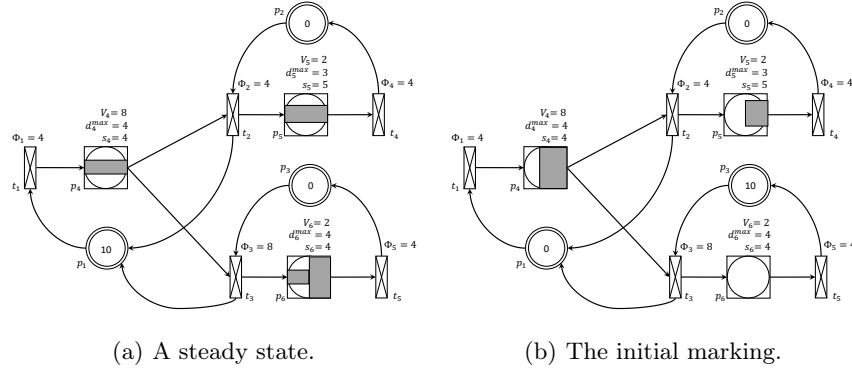 p₂
0
V₅= 2
d₅ᵐᵃˣ = 3
s₅= 5
Φ₂ = 4
Φ₄ = 4
V₄= 8
d₄ᵐᵃˣ = 4
s₄= 4
Φ₁ = 4
p₅
t₂
t₄
p₃
0
t₁
p₄
V₆= 2
d₆ᵐᵃˣ = 4
s₆= 4
10
p₁
Φ₃ = 8
Φ₅ = 4
t₃
p₆
t₅
(a) A steady state.
p₂
0
V₅= 2
d₅ᵐᵃˣ = 3
s₅= 5
Φ₂ = 4
Φ₄ = 4
V₄= 8
d₄ᵐᵃˣ = 4
s₄= 4
Φ₁ = 4
p₅
t₂
t₄
p₃
10
t₁
p₄
V₆= 2
d₆ᵐᵃˣ = 4
s₆= 4
0
p₁
Φ₃ = 8
Φ₅ = 4
t₃
p₆
t₅
(b) The initial marking.